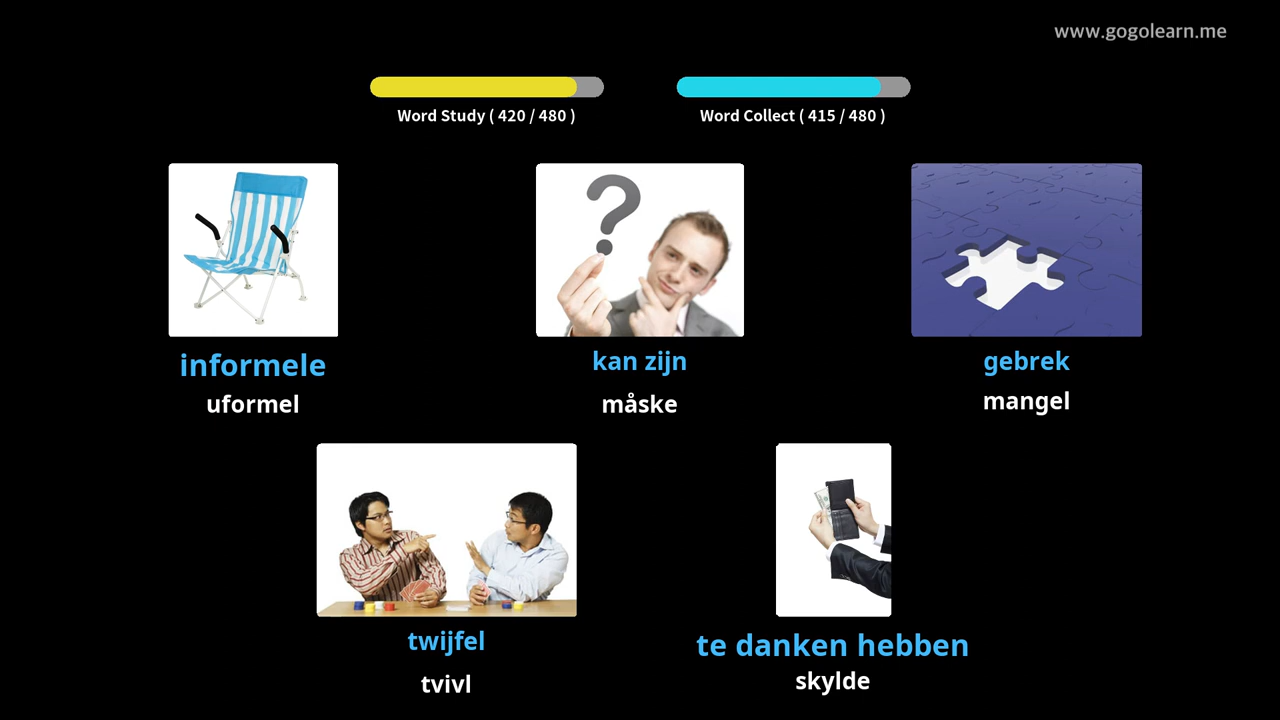 www.gogolearn.me
Word Study ( 420 / 480 )
Word Collect ( 415 / 480 )
informele
uformel
kan zijn
måske
gebrek
mangel
twijfel
tvivl
te danken hebben
skylde